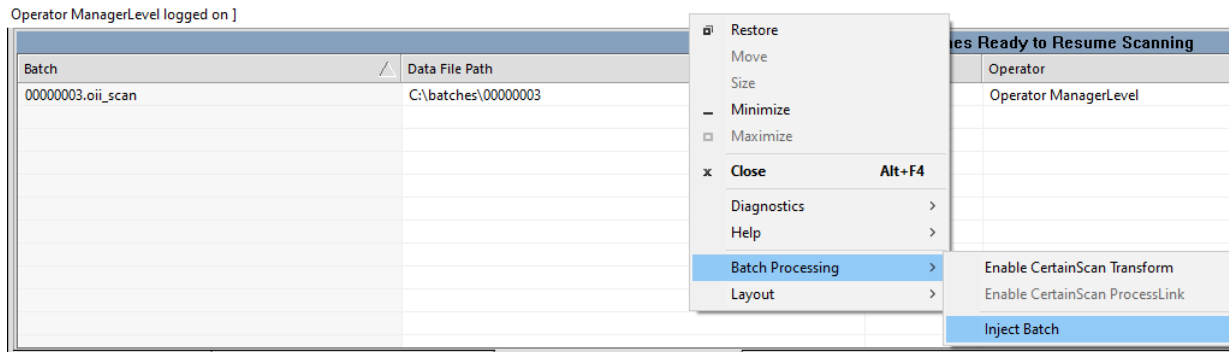 Operator ManagerLevel logged on ]
es Ready to Resume Scanning
Batch Data File Path Operator
00000003.oii_scan C:\batches\00000003 Operator ManagerLevel
Restore
Move
Size
Minimize
Maximize
Close Alt+F4
Diagnostics
Help
Batch Processing
Layout
Enable CertainScan Transform
Enable CertainScan ProcessLink
Inject Batch